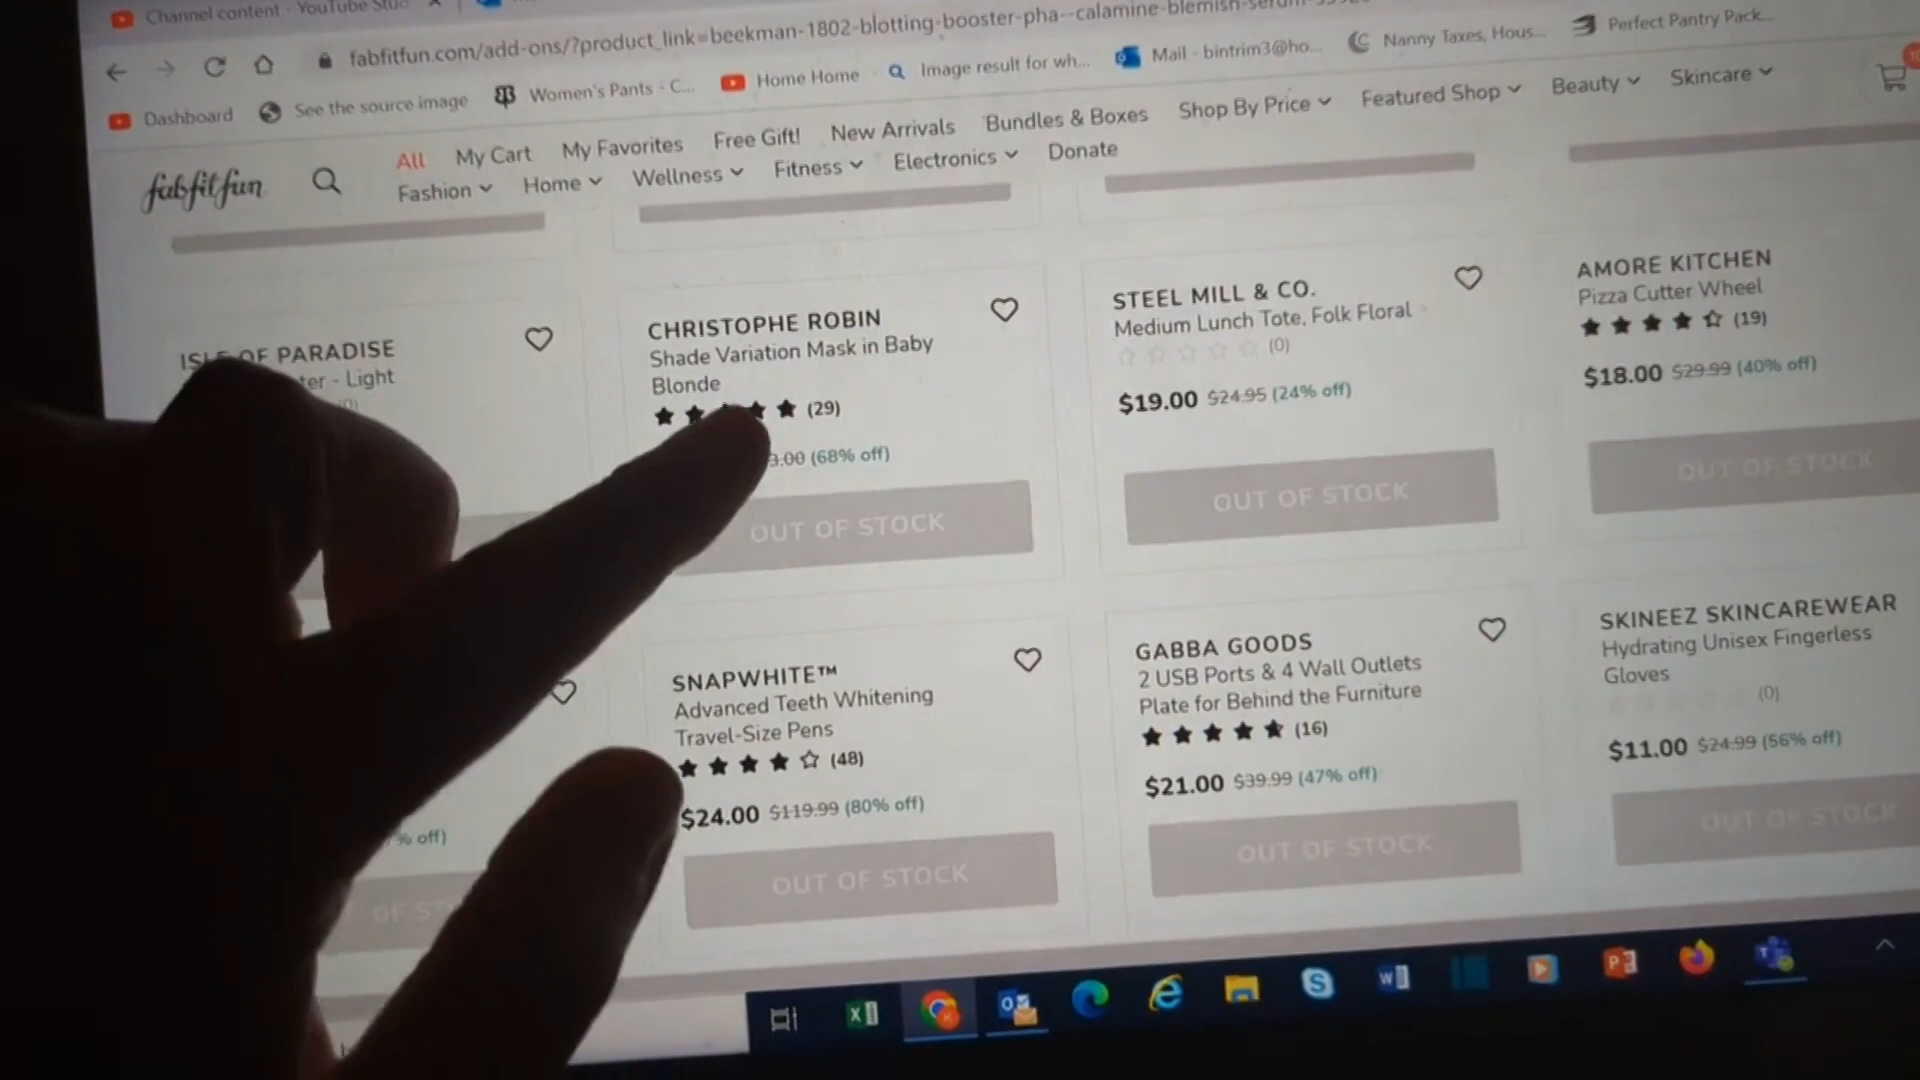 Channel content - YouTube Stud
fabfitfun.com/add-ons/?product_link=beekman-1802-blotting-booster-pha--calamine-blemish-serum
Dashboard See the source image Women's Pants - C... Home Home Image result for wh... Mail - bintrim3@ho... Nanny Taxes, Hous... Perfect Pantry Pack...
fabfitfun
All My Cart My Favorites Free Gift! New Arrivals Bundles & Boxes Shop By Price Featured Shop Beauty Skincare
Fashion Home Wellness Fitness Electronics Donate
ISLE OF PARADISE
ter - Light
(0)
CHRISTOPHE ROBIN
Shade Variation Mask in Baby
Blonde
(29)
3.00 (68% off)
OUT OF STOCK
STEEL MILL & CO.
Medium Lunch Tote, Folk Floral
(0)
$19.00 $24.95 (24% off)
OUT OF STOCK
AMORE KITCHEN
Pizza Cutter Wheel
(19)
$18.00 $29.99 (40% off)
OUT OF STOCK
% off)
OF ST
SNAPWHITE™
Advanced Teeth Whitening
Travel-Size Pens
(48)
$24.00 $119.99 (80% off)
OUT OF STOCK
GABBA GOODS
2 USB Ports & 4 Wall Outlets
Plate for Behind the Furniture
(16)
$21.00 $39.99 (47% off)
OUT OF STOCK
SKINEEZ SKINCAREWEAR
Hydrating Unisex Fingerless
Gloves
(0)
$11.00 $24.99 (56% off)
OUT OF STOCK